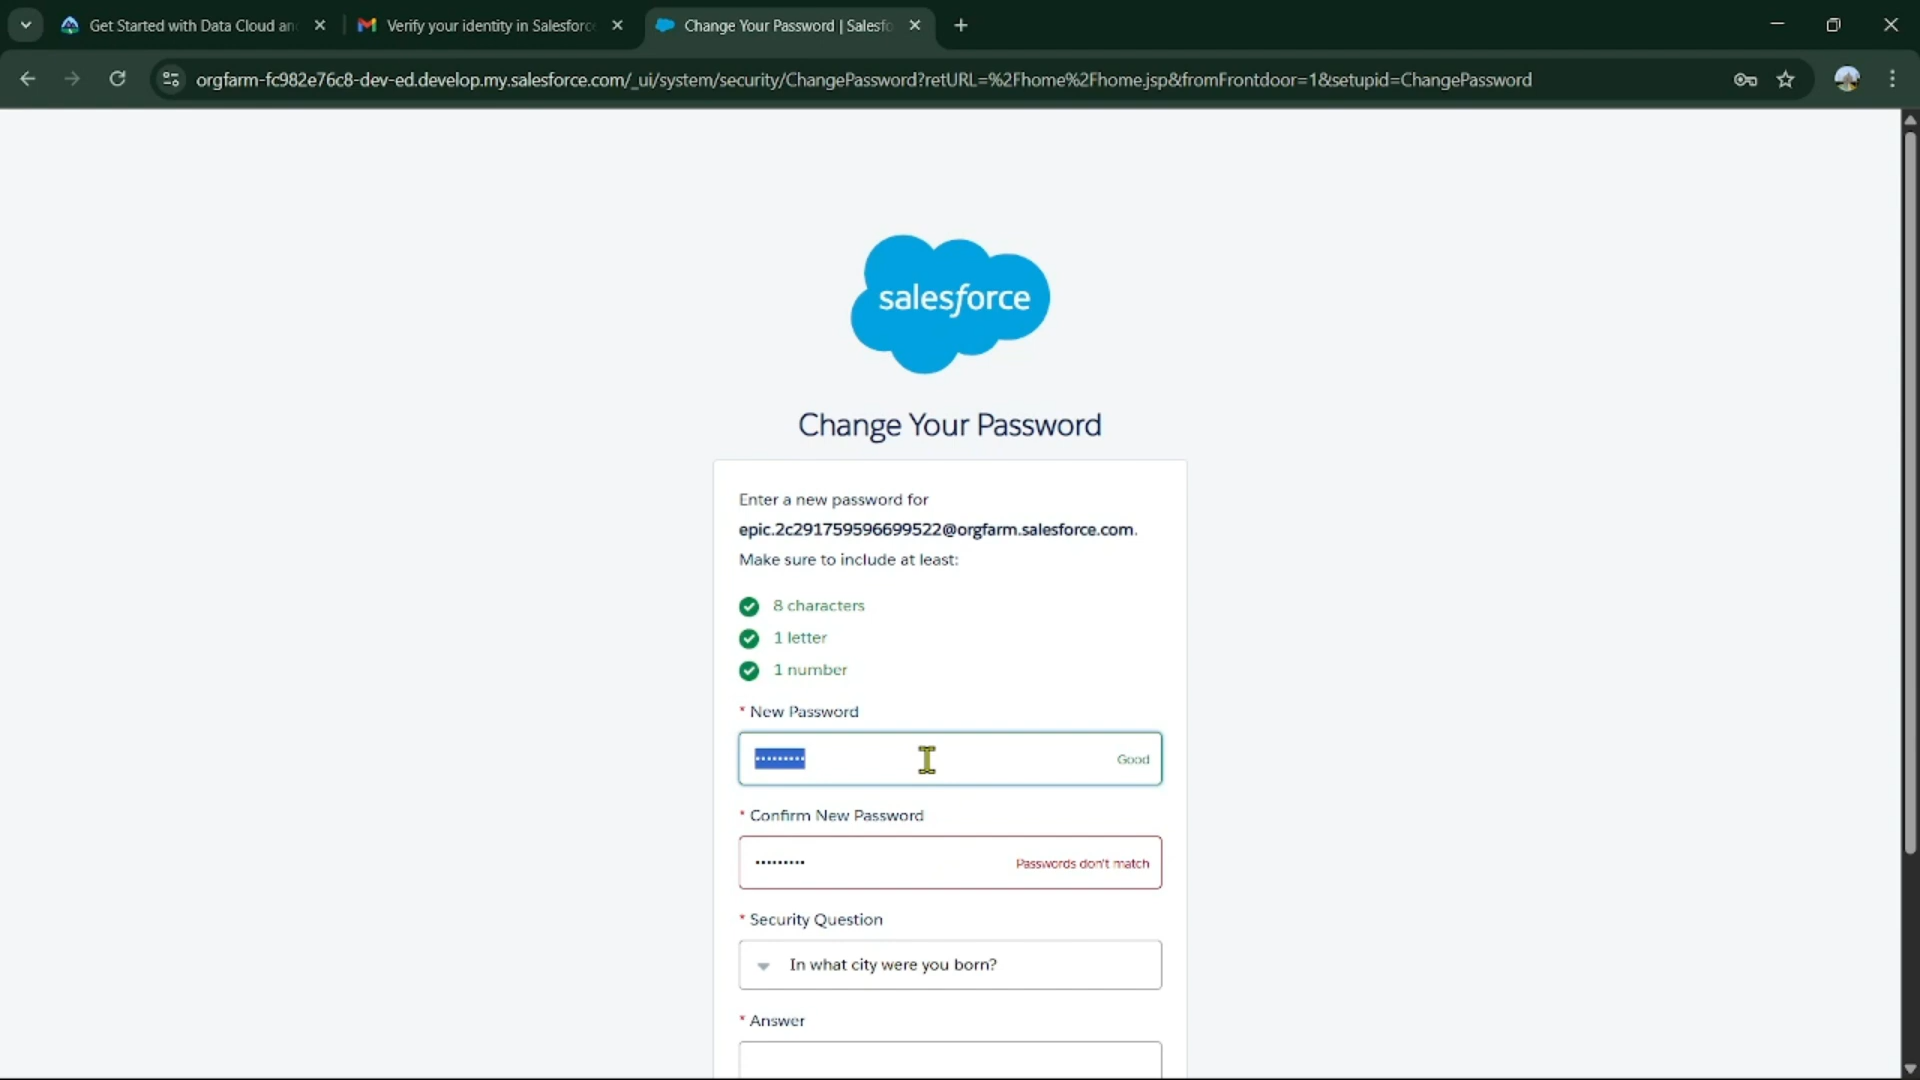 Get Started with Data Cloud an
Verify your identity in Salesforc
Change Your Password | Salesfo
orgfarm-fc982e76c8-dev-ed.develop.my.salesforce.com/_ui/system/security/ChangePassword?retURL=%2Fhome%2Fhome.jsp&fromFrontdoor=1&setupid=ChangePassword
salesforce
Change Your Password
Enter a new password for
epic.2c291759596699522@orgfarm.salesforce.com.
Make sure to include at least:
8 characters
1 letter
1 number
* New Password
Good
* Confirm New Password
Passwords don't match
* Security Question
In what city were you born?
* Answer